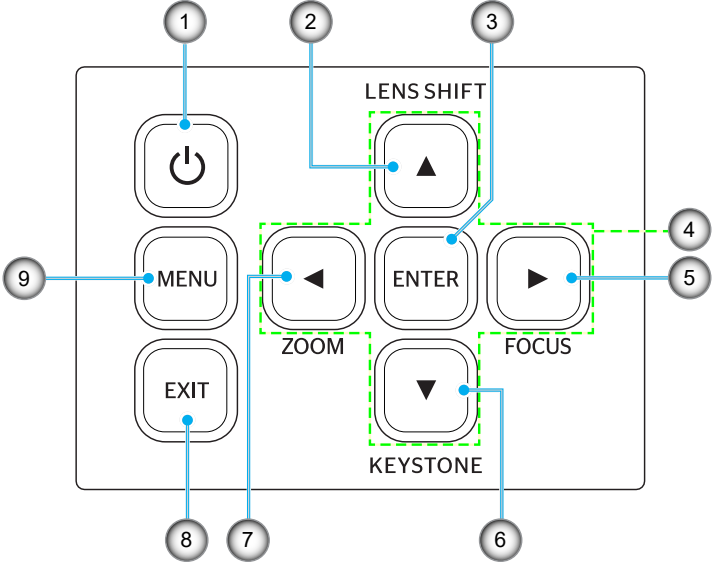 1
2
3
LENS SHIFT
4
9
MENU
ENTER
5
ZOOM
FOCUS
EXIT
KEYSTONE
8
7
6